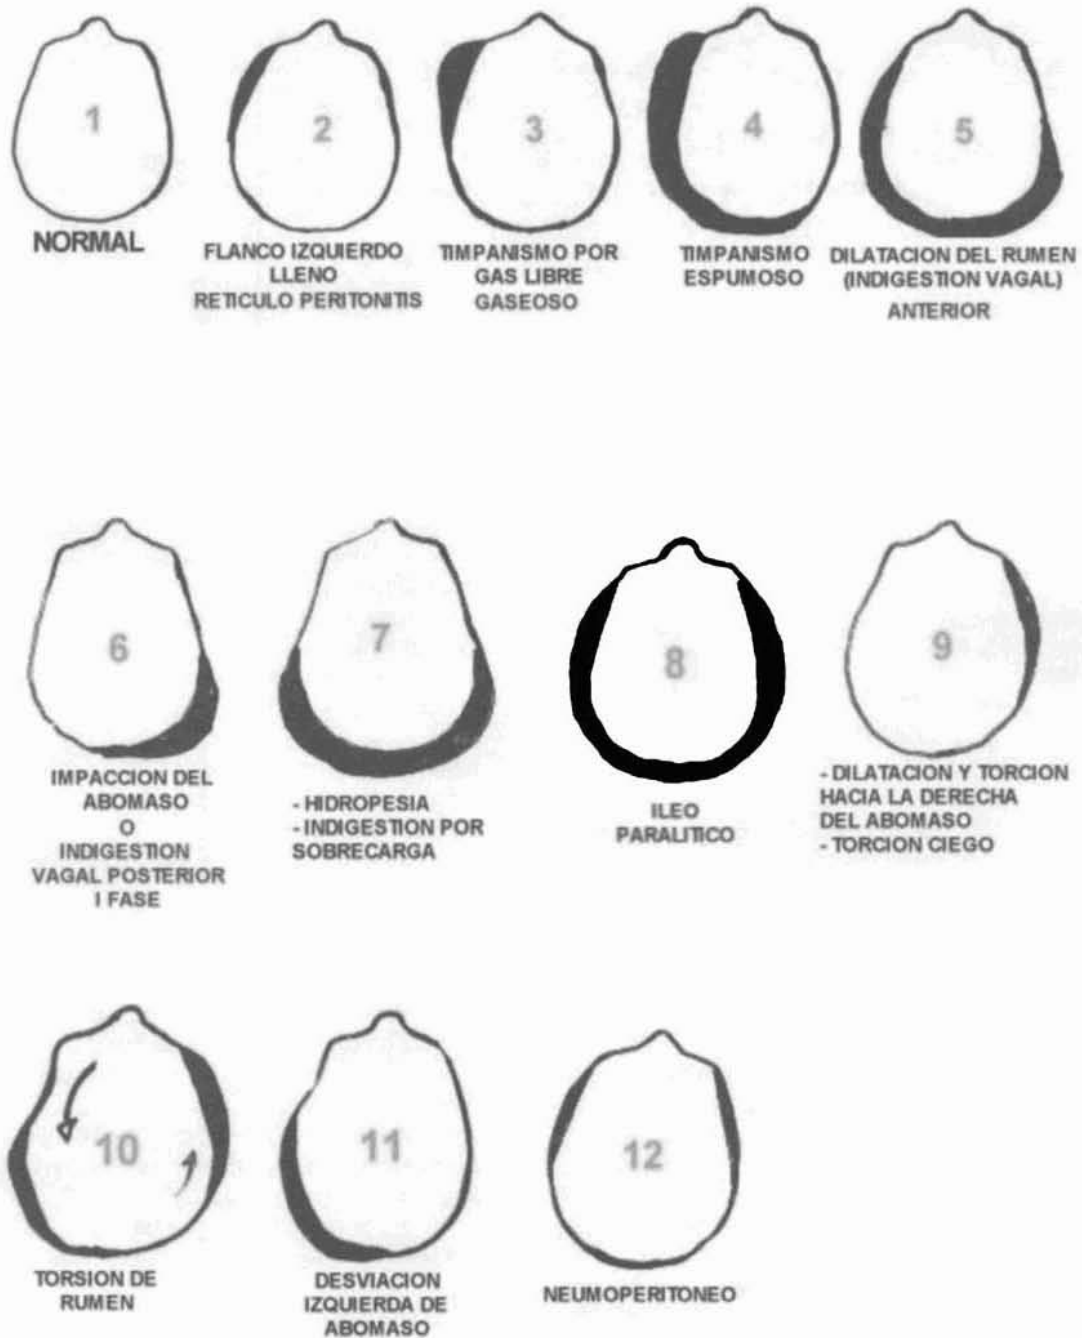 1
2
3
4
5
NORMAL
FLANCO IZQUIERDO
LLENO
RETICULO PERITONITIS
TIMPANISMO POR
GAS LIBRE
GASEOSO
TIMPANISMO
ESPUMOSO
DILATACION DEL RUMEN
(INDIGESTION VAGAL)
ANTERIOR
6
7
8
9
IMPACCION DEL
ABOMASO
O
INDIGESTION
VAGAL POSTERIOR
I FASE
- HIDROPESIA
- INDIGESTION POR
SOBRECARGA
ILEO
PARALITICO
- DILATACION Y TORCION
HACIA LA DERECHA
DEL ABOMASO
- TORCION CIEGO
10
11
12
TORSION DE
RUMEN
DESVIACION
IZQUIERDA DE
ABOMASO
NEUMOPERITONEO